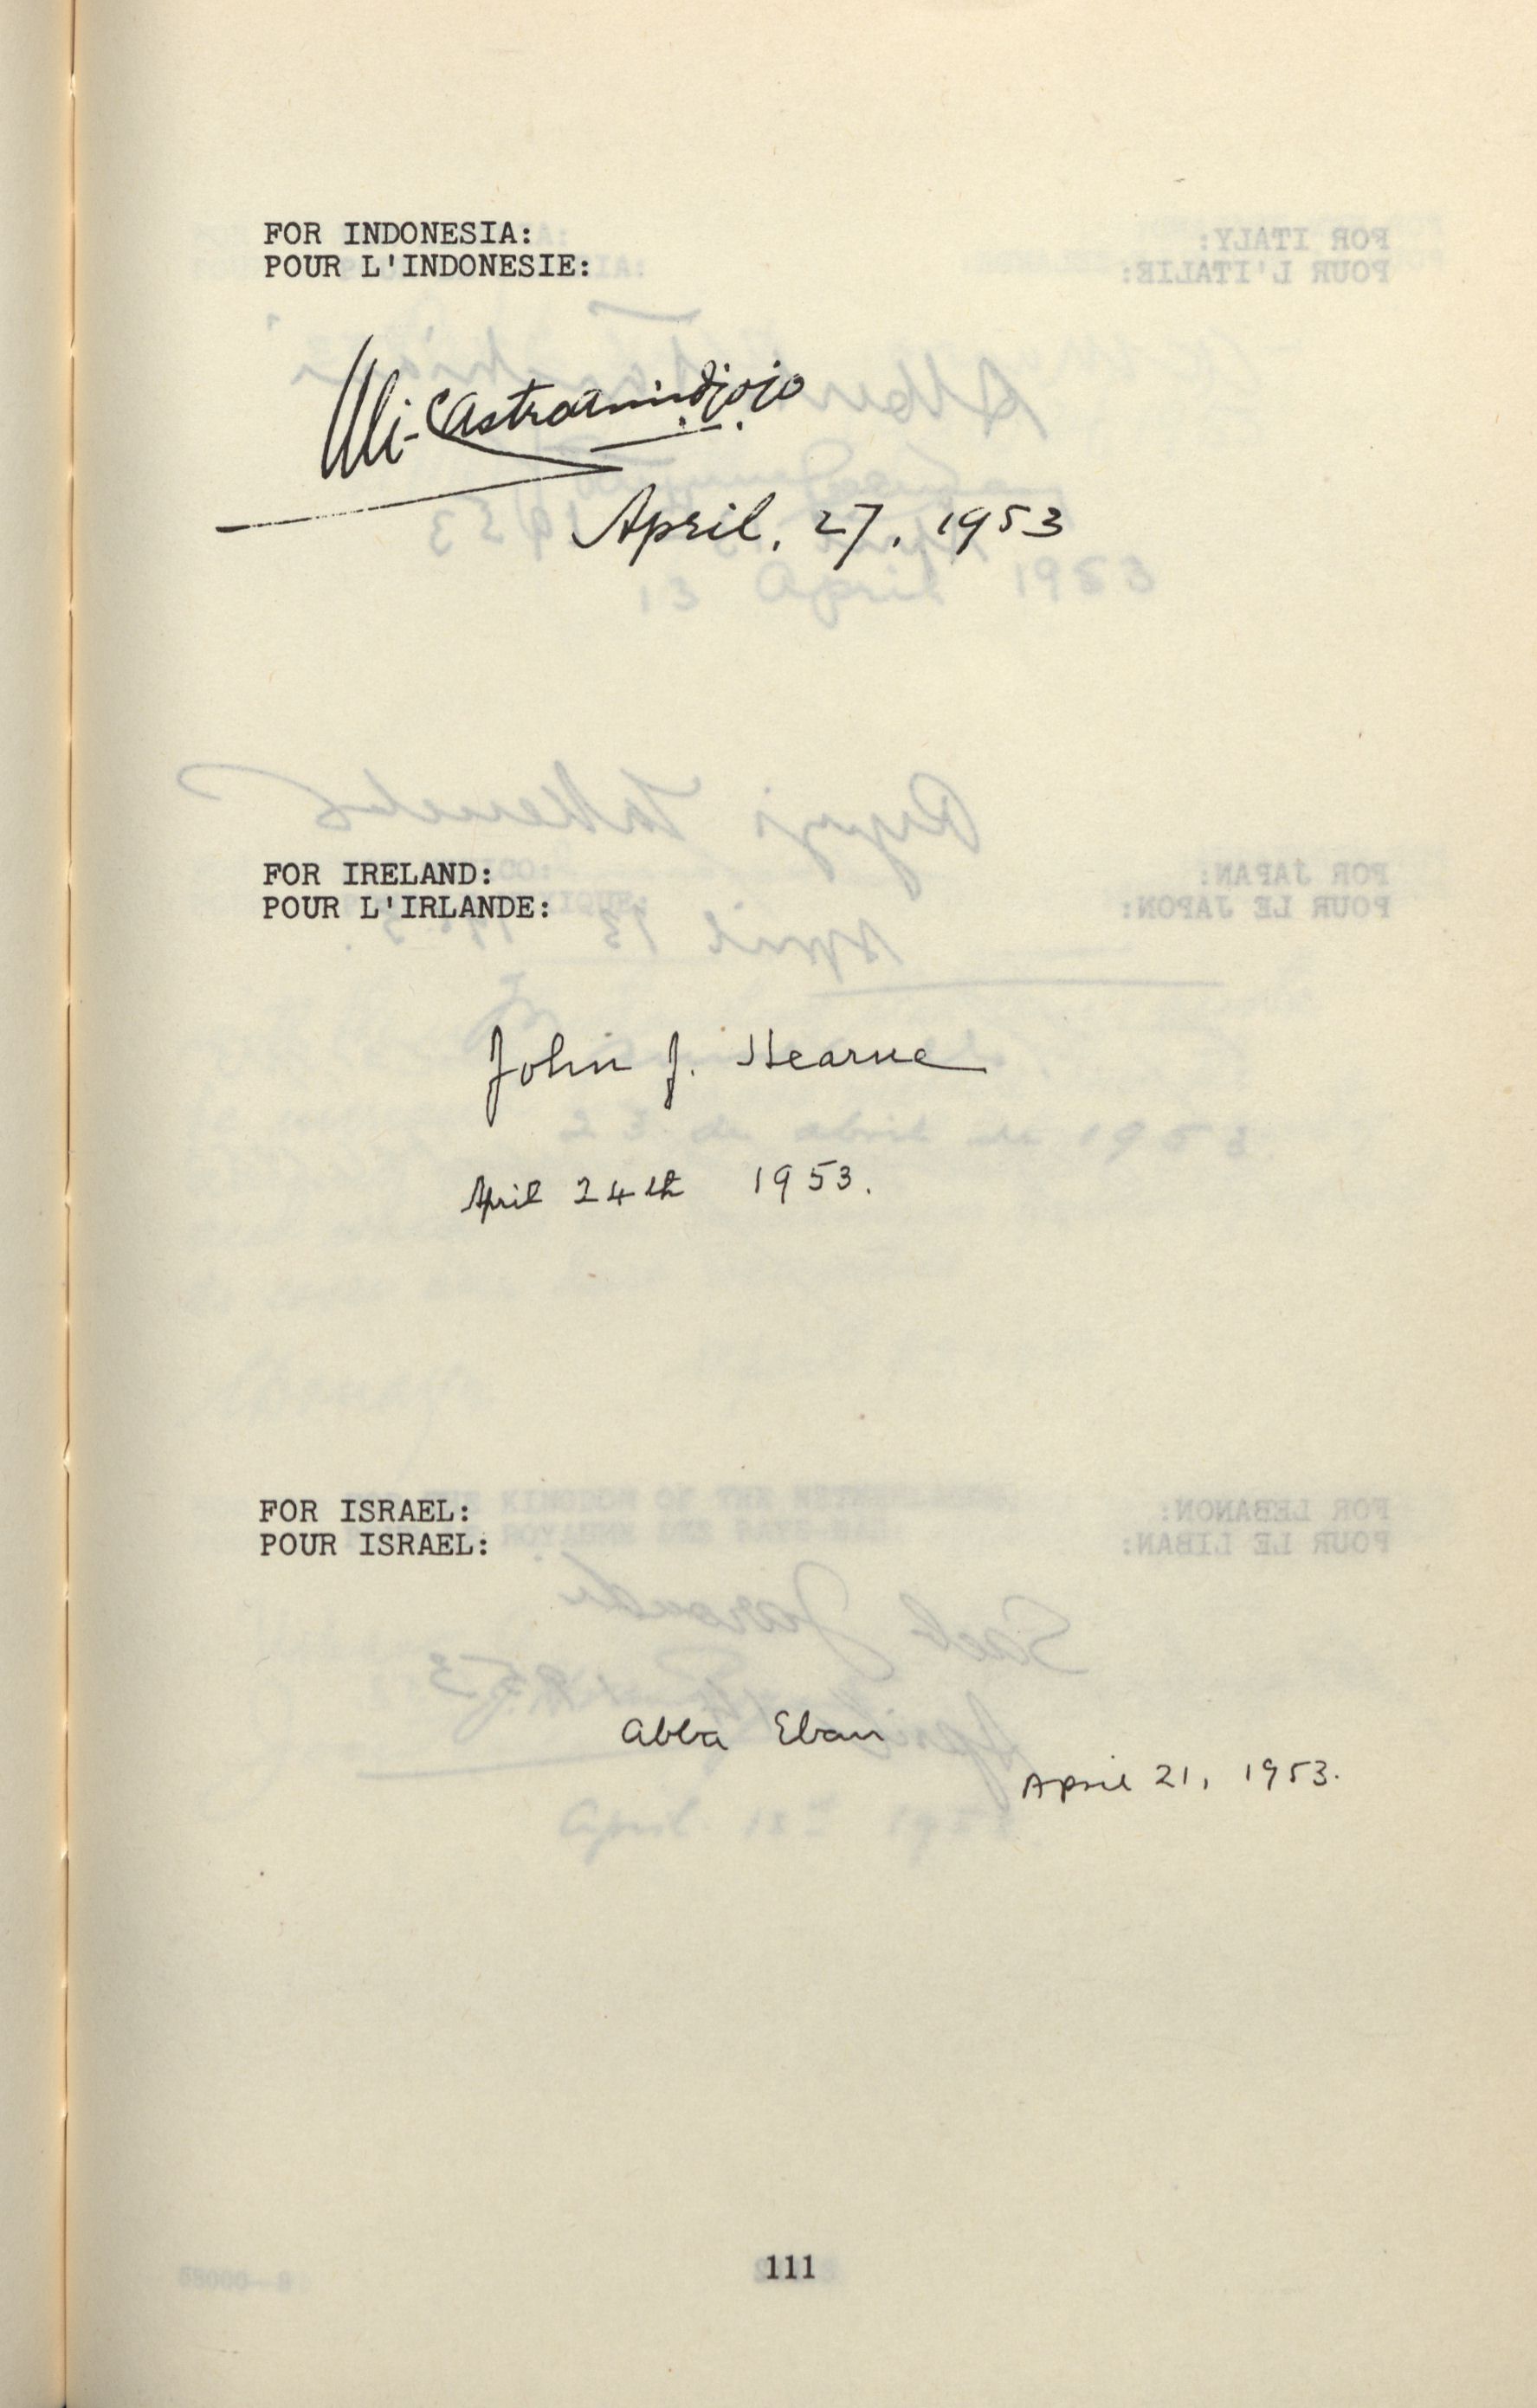 FOR INDONESIA:
POUR L'INDONESIE:
Ali Sastroamidjojo
April. 27. 1953
FOR IRELAND:
POUR L'IRLANDE:
John J. Hearne
April 24th 1953.
FOR ISRAEL:
POUR ISRAEL:
Abba Eban
April 21, 1953.
111